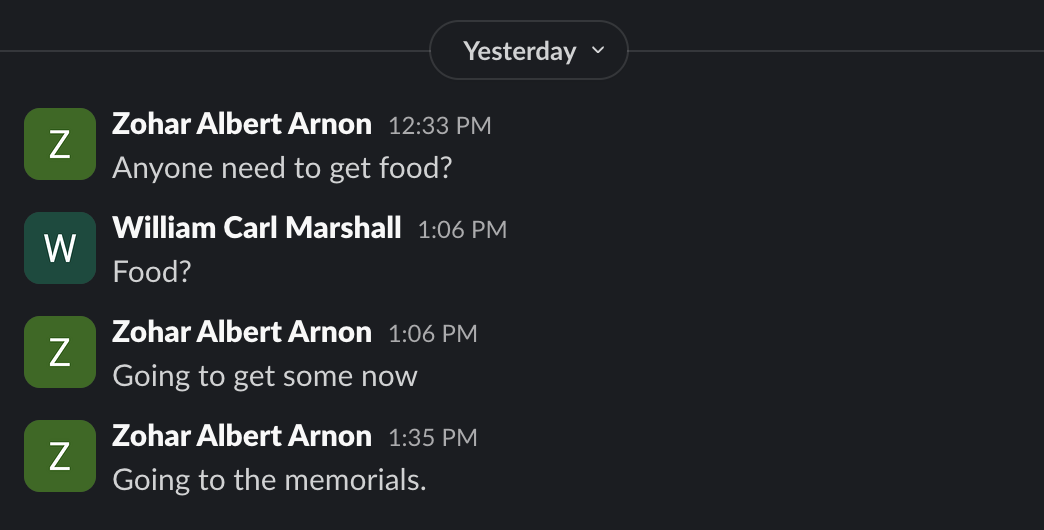 Yesterday
Z
Zohar Albert Arnon 12:33 PM
Anyone need to get food?
W
William Carl Marshall 1:06 PM
Food?
Z
Zohar Albert Arnon 1:06 PM
Going to get some now
Z
Zohar Albert Arnon 1:35 PM
Going to the memorials.